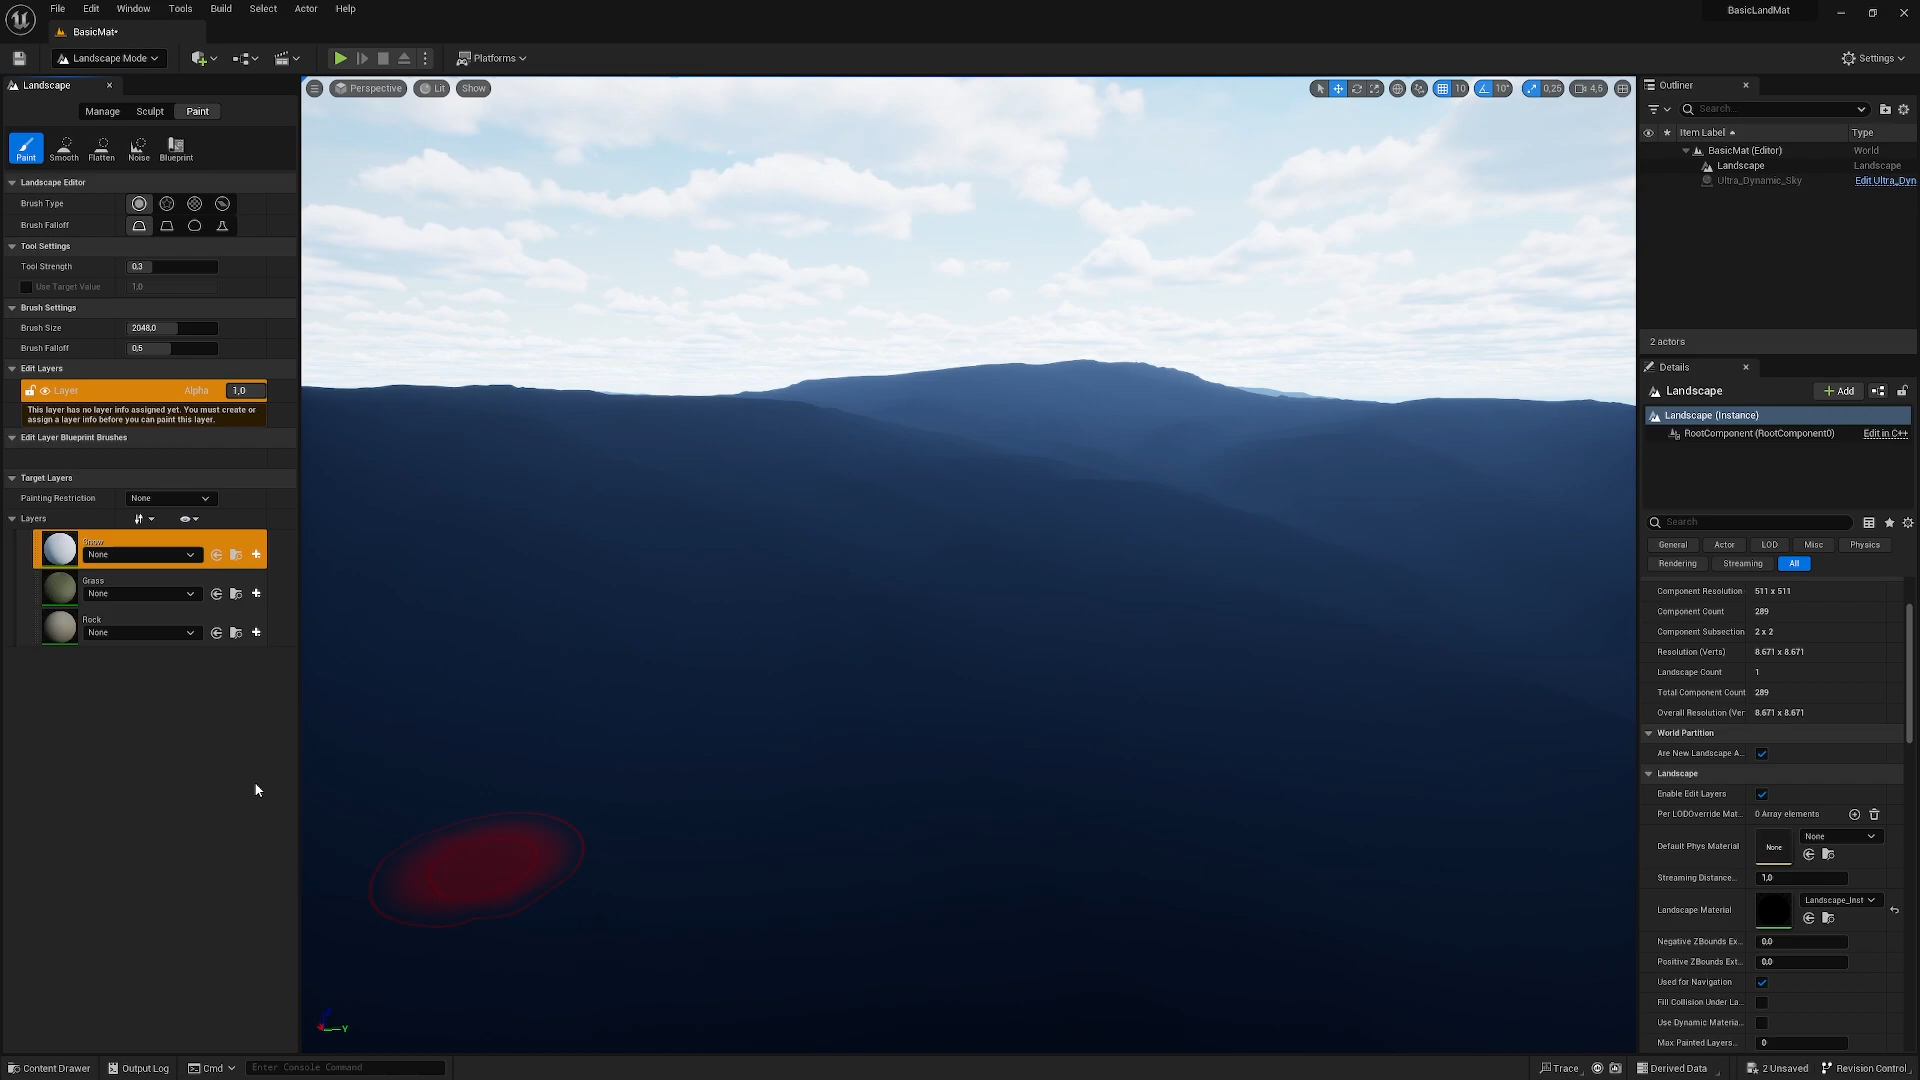 File Edit Window Tools Build Select Actor Help
BasicLandMat
BasicMat*
Landscape Mode
Platforms
Settings
Landscape
Manage Sculpt Paint
Paint Smooth Flatten Noise Blueprint
Landscape Editor
Brush Type
Brush Falloff
Tool Settings
Tool Strength 0,3
Use Target Value 1,0
Brush Settings
Brush Size 2048,0
Brush Falloff 0,5
Edit Layers
Layer Alpha 1,0
This layer has no layer info assigned yet. You must create or
assign a layer info before you can paint this layer.
Edit Layer Blueprint Brushes
Target Layers
Painting Restriction None
Layers
Snow
None
Grass
None
Rock
None
Perspective Lit Show
10 10° 0,25 4,5
Y
Outliner
Search...
Item Label Type
BasicMat (Editor) World
Landscape Landscape
Ultra_Dynamic_Sky Edit Ultra_Dyn
2 actors
Details
Landscape Add
Landscape (Instance)
RootComponent (RootComponent0) Edit in C++
Search
General Actor LOD Misc Physics
Rendering Streaming All
Component Resolution 511 x 511
Component Count 289
Component Subsection 2 x 2
Resolution (Verts) 8.671 x 8.671
Landscape Count 1
Total Component Count 289
Overall Resolution (Ver 8.671 x 8.671
World Partition
Are New Landscape A...
Landscape
Enable Edit Layers
Per LODOverride Mat... 0 Array elements
Default Phys Material None None
Streaming Distance... 1,0
Landscape Material Landscape_Inst
Negative ZBounds Ex... 0,0
Positive ZBounds Ext... 0,0
Used for Navigation
Fill Collision Under La...
Use Dynamic Materia...
Max Painted Layers... 0
Content Drawer Output Log Cmd Enter Console Command
Trace Derived Data 2 Unsaved Revision Control